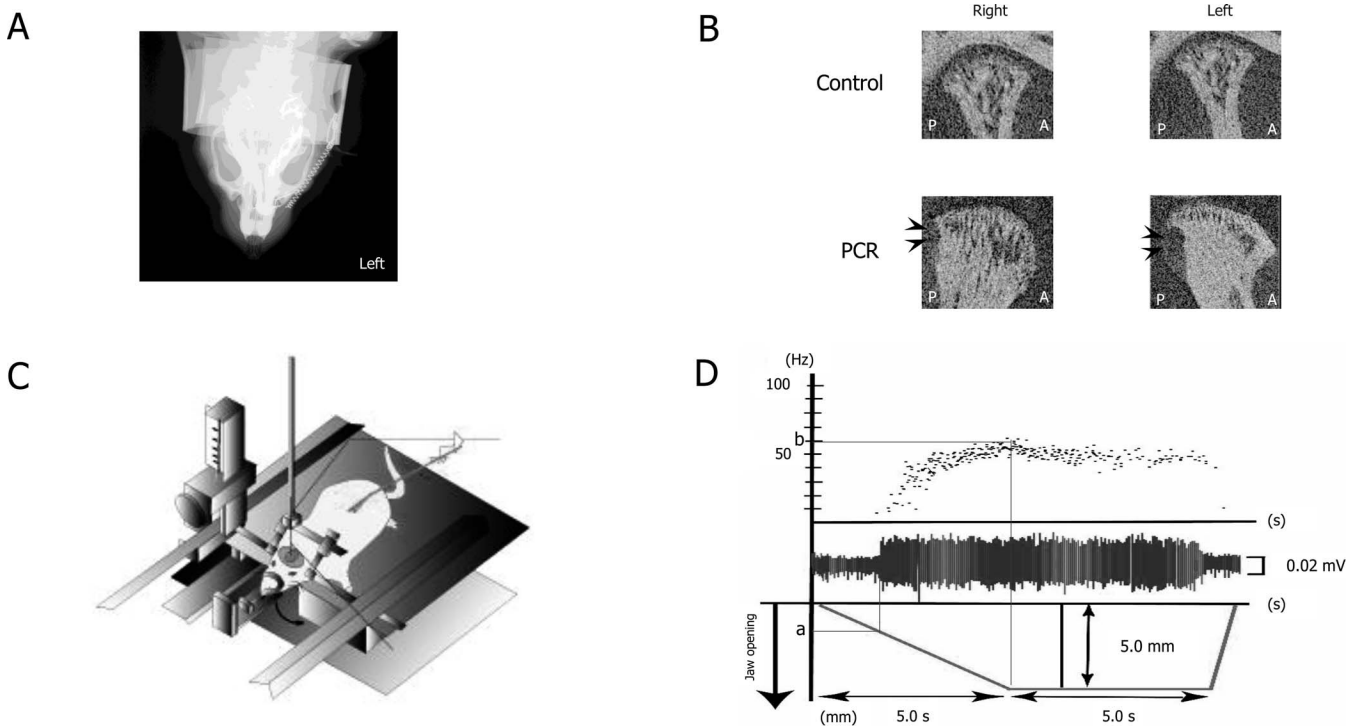 A
Left
B
Right
Left
Control
P
A
P
A
PCR
P
A
P
A
C
D
(Hz)
100
b
50
(s)
0.02 mV
(s)
a
Jaw opening
5.0 mm
(mm)
5.0 s
5.0 s